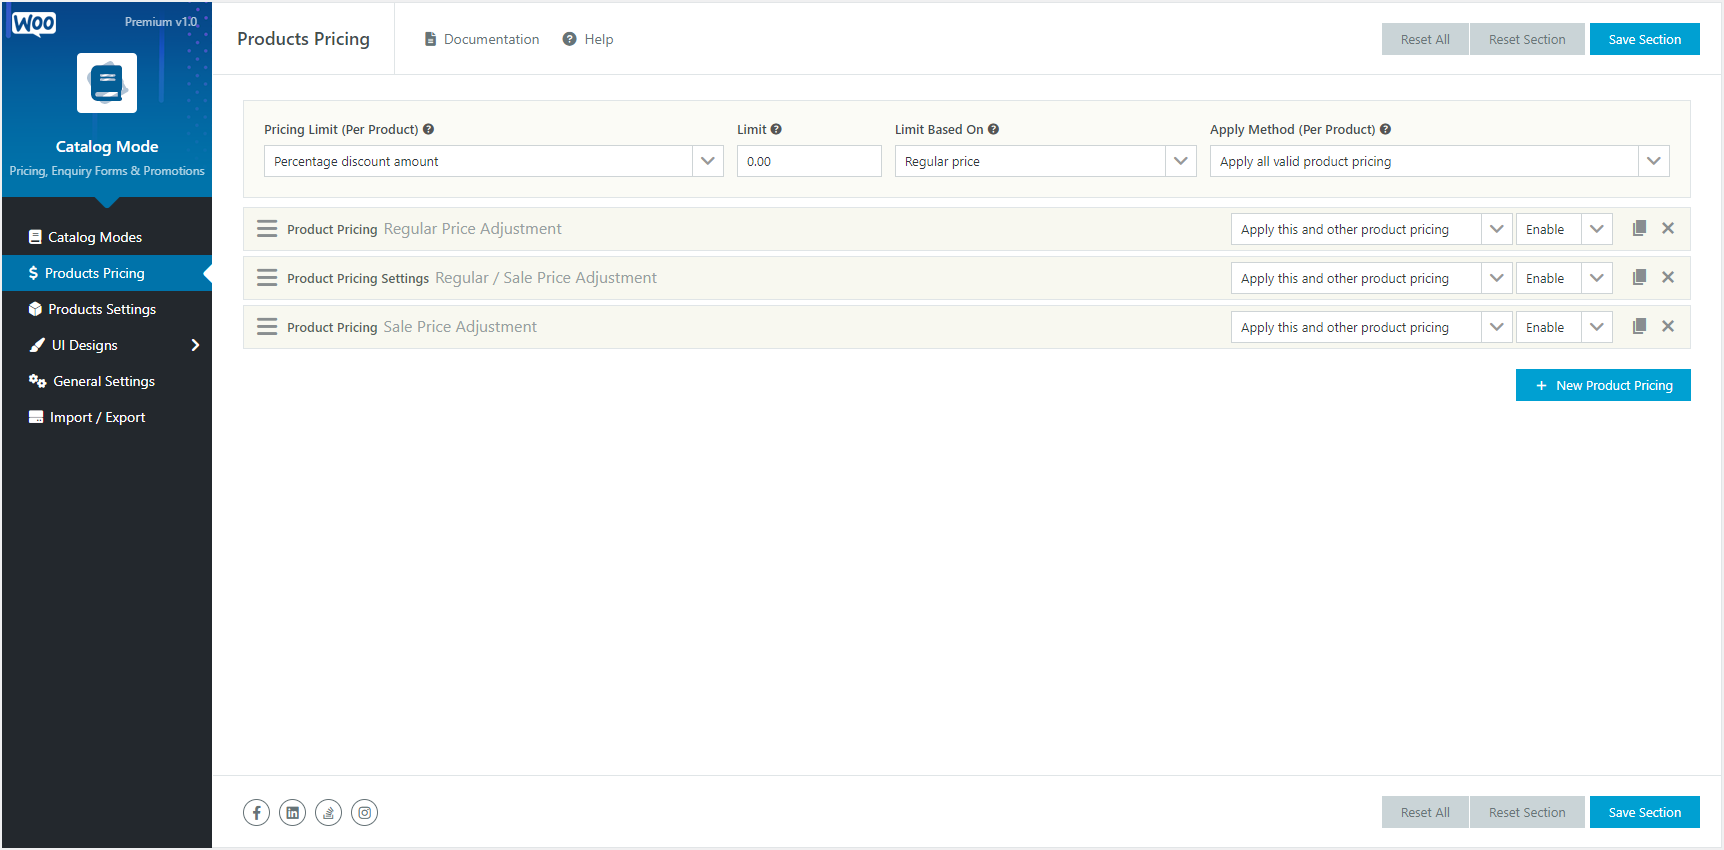 Woo
Premium v1.0
Catalog Mode
Pricing, Enquiry Forms & Promotions
Catalog Modes
Products Pricing
Products Settings
UI Designs
General Settings
Import / Export
Products Pricing
Documentation
Help
Reset All
Reset Section
Save Section
Pricing Limit (Per Product)
Limit
Limit Based On
Apply Method (Per Product)
Percentage discount amount
0.00
Regular price
Apply all valid product pricing
Product Pricing Regular Price Adjustment
Apply this and other product pricing
Enable
Product Pricing Settings Regular / Sale Price Adjustment
Apply this and other product pricing
Enable
Product Pricing Sale Price Adjustment
Apply this and other product pricing
Enable
+ New Product Pricing
Reset All
Reset Section
Save Section